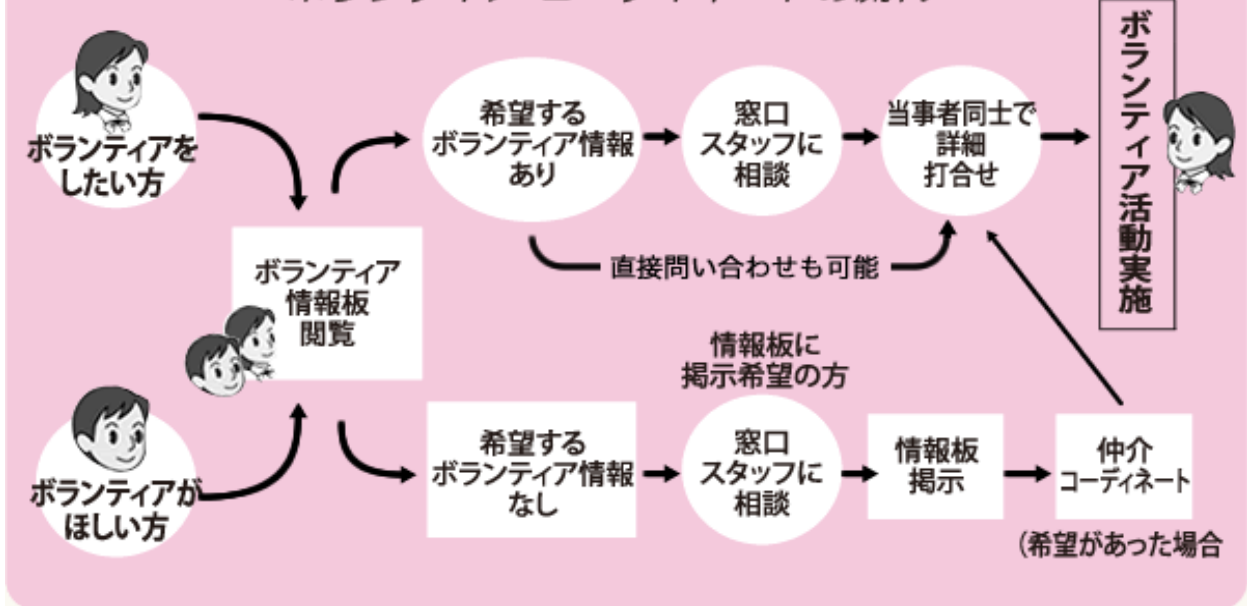 ボランティアを
したい方
ボランティアが
ほしい方
ボランティア
情報板
閲覧
希望する
ボランティア情報
あり
窓口
スタッフに
相談
当事者同士で
詳細
打合せ
ボランティア活動実施
直接問い合わせも可能
希望する
ボランティア情報
なし
情報板に
掲示希望の方
窓口
スタッフに
相談
情報板
掲示
仲介
コーディネート
(希望があった場合